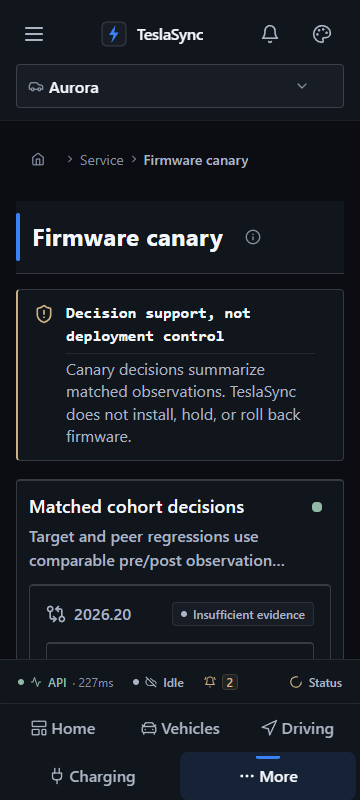 TeslaSync
Aurora
Service
Firmware canary
Firmware canary
Decision support, not
deployment control
Canary decisions summarize
matched observations. TeslaSync
does not install, hold, or roll back
firmware.
Matched cohort decisions
Target and peer regressions use
comparable pre/post observation...
2026.20
Insufficient evidence
API · 227ms
Idle
2
Status
Home
Vehicles
Driving
Charging
More